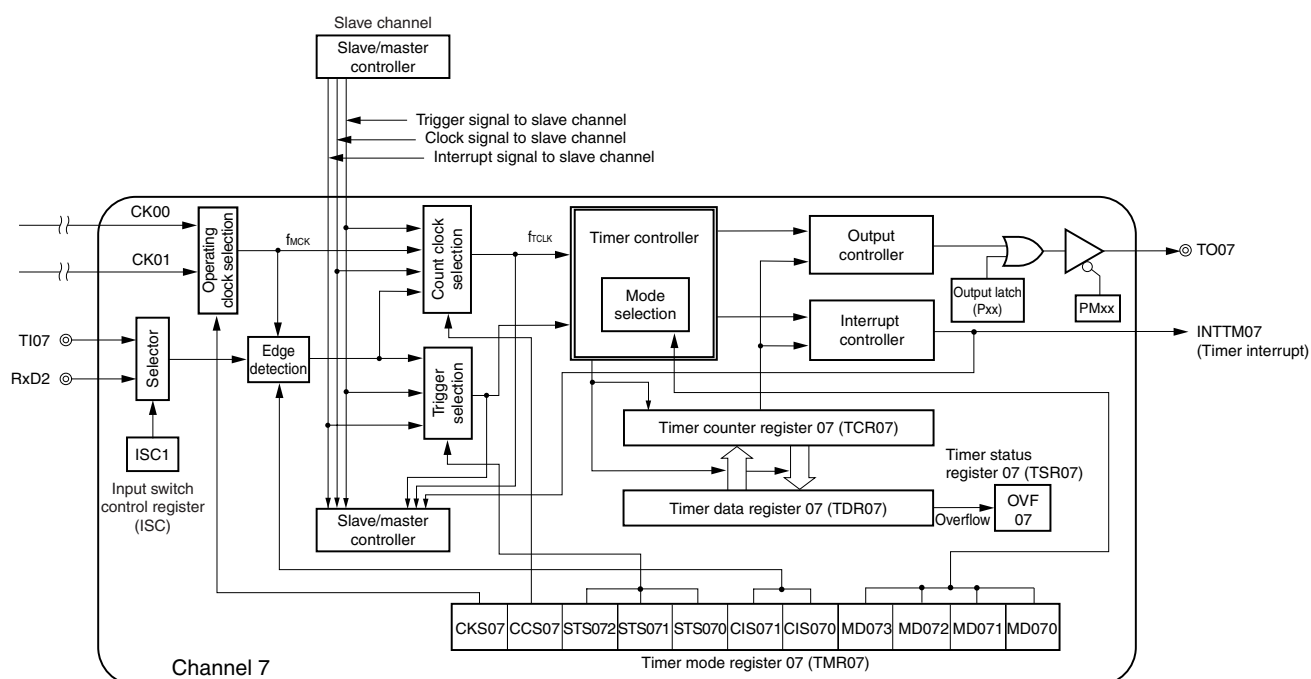 Slave channel
Slave/master
controller
Trigger signal to slave channel
Clock signal to slave channel
Interrupt signal to slave channel
CK00
CK01
Operating
clock selection
fMCK
Count clock
selection
fTCLK
Timer controller
Mode
selection
Output
controller
TO07
Output latch
(Pxx)
PMxx
Interrupt
controller
INTTM07
(Timer interrupt)
TI07
RxD2
Selector
Edge
detection
Trigger
selection
ISC1
Input switch
control register
(ISC)
Slave/master
controller
Timer counter register 07 (TCR07)
Timer status
register 07 (TSR07)
Timer data register 07 (TDR07)
Overflow
OVF
07
CKS07 CCS07 STS072 STS071 STS070 CIS071 CIS070 MD073 MD072 MD071 MD070
Timer mode register 07 (TMR07)
Channel 7